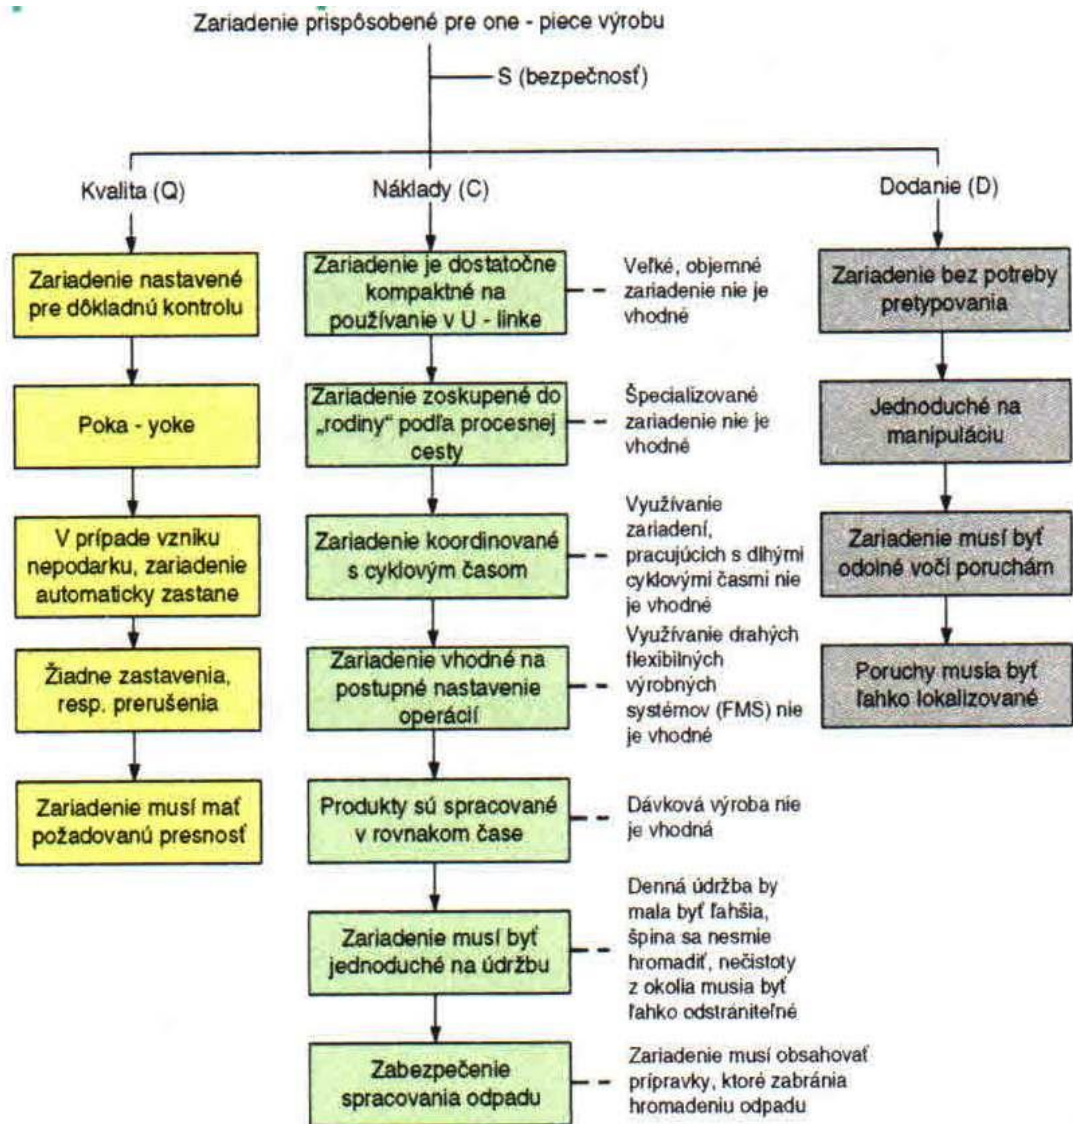 Zariadenie prispôsobené pre one - piece výrobu
S (bezpečnosť)
Kvalita (Q)
Zariadenie nastavené
pre dôkladnú kontrolu
Poka - yoke
V prípade vzniku
nepodarku, zariadenie
automaticky zastane
Žiadne zastavenia,
resp. prerušenia
Zariadenie musí mať
požadovanú presnosť
Náklady (C)
Zariadenie je dostatočne
kompaktné na
používanie v U - linke
Veľké, objemné
zariadenie nie je
vhodné
Zariadenie zoskupené do
„rodiny“ podľa procesnej
cesty
Špecializované
zariadenie nie je
vhodné
Zariadenie koordinované
s cyklovým časom
Využívanie
zariadení,
pracujúcich s dlhými
cyklovými časmi nie
je vhodné
Zariadenie vhodné na
postupné nastavenie
operácií
Využívanie drahých
flexibilných
výrobných
systémov (FMS) nie
je vhodné
Produkty sú spracované
v rovnakom čase
Dávková výroba nie
je vhodná
Zariadenie musí byť
jednoduché na údržbu
Denná údržba by
mala byť ľahšia,
špina sa nesmie
hromadiť, nečistoty
z okolia musia byť
ľahko odstrániteľné
Zabezpečenie
spracovania odpadu
Zariadenie musí obsahovať
prípravky, ktoré zabránia
hromadeniu odpadu
Dodanie (D)
Zariadenie bez potreby
pretypovania
Jednoduché na
manipuláciu
Zariadenie musí byť
odolné voči poruchám
Poruchy musia byť
ľahko lokalizované